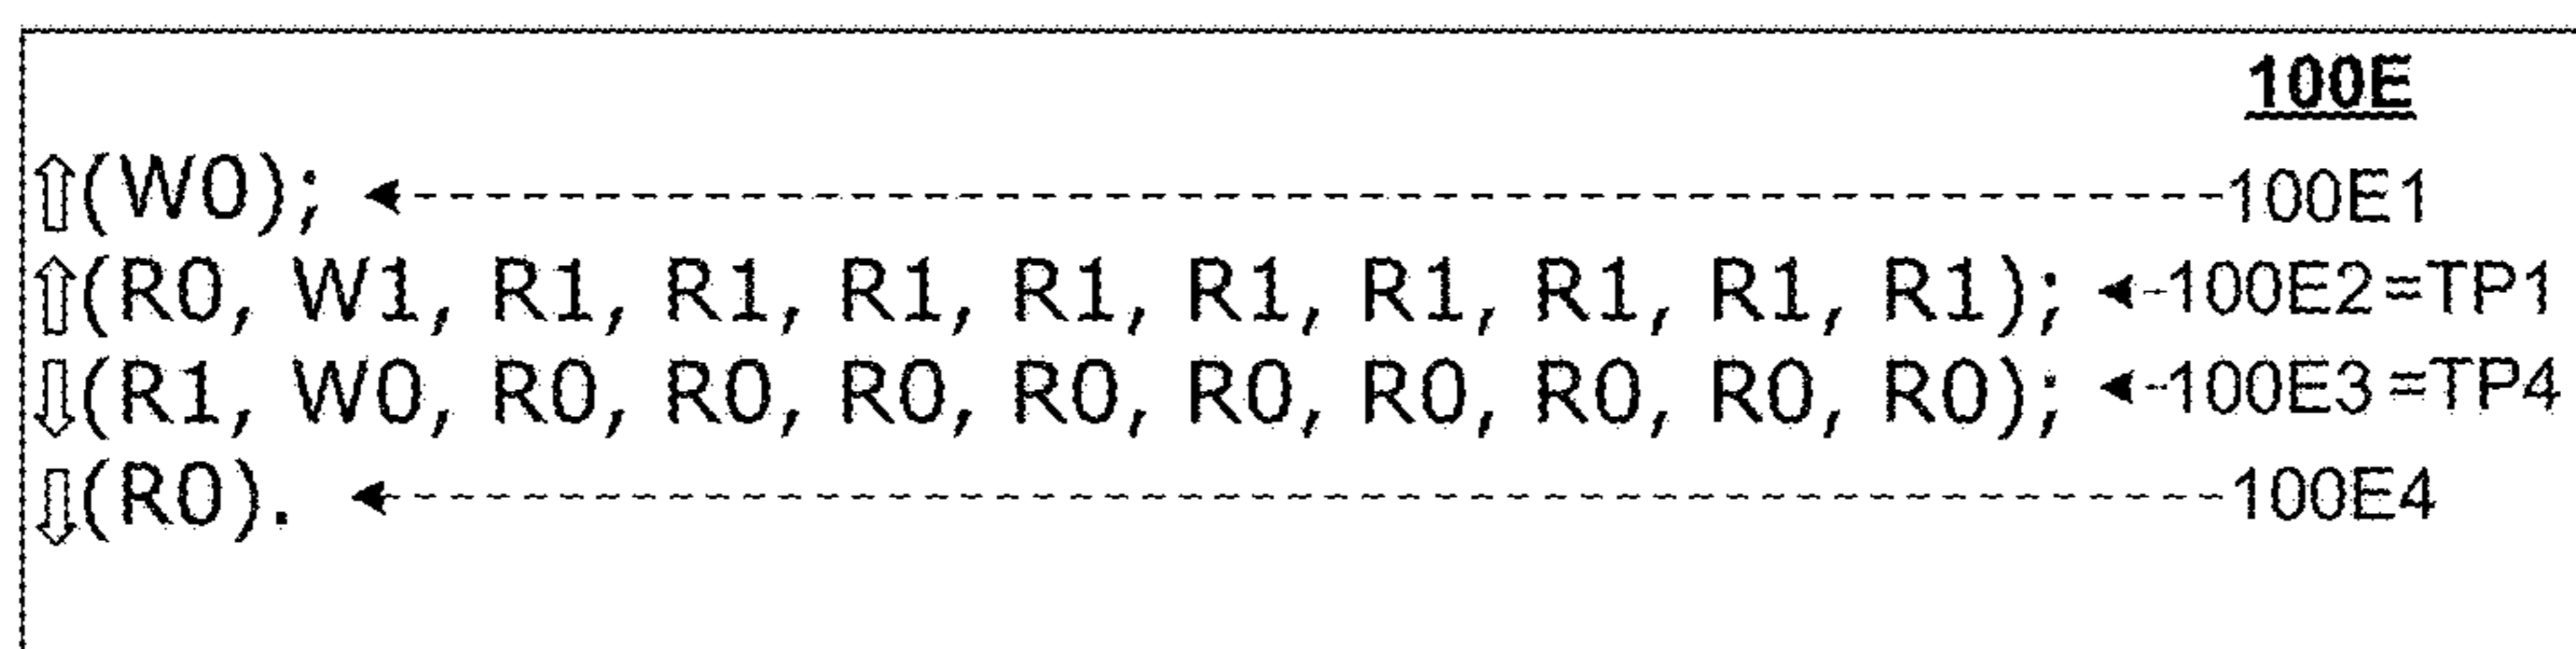 100E
⇑(W0); 100E1
⇑(R0, W1, R1, R1, R1, R1, R1, R1, R1, R1, R1); 100E2=TP1
⇓(R1, W0, R0, R0, R0, R0, R0, R0, R0, R0, R0); 100E3=TP4
⇓(R0). 100E4